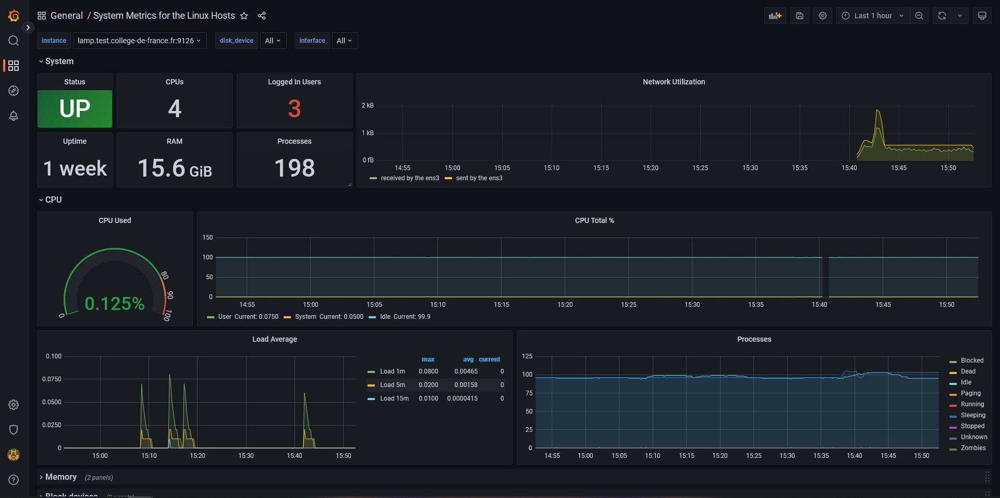 General / System Metrics for the Linux Hosts
Last 1 hour
instance lamp.test.college-de-france.fr:9126 disk_device All interface All
System
Status
UP
CPUs
4
Logged In Users
3
Uptime
1 week
RAM
15.6 GiB
Processes
198
Network Utilization
2 kB
1 kB
0 fB
14:55 15:00 15:05 15:10 15:15 15:20 15:25 15:30 15:35 15:40 15:45 15:50
received by the ens3 sent by the ens3
CPU
CPU Used
0 80 90 100
0.125%
CPU Total %
150
100
50
0
14:55 15:00 15:05 15:10 15:15 15:20 15:25 15:30 15:35 15:40 15:45 15:50
User Current: 0.0750 System Current: 0.0500 Idle Current: 99.9
Load Average
0.100
0.0750
0.0500
0.0250
0
15:00 15:10 15:20 15:30 15:40 15:50
max avg current
Load 1m 0.0800 0.00465 0
Load 5m 0.0200 0.00158 0
Load 15m 0.0100 0.0000415 0
Processes
125
100
75
50
25
0
14:55 15:00 15:05 15:10 15:15 15:20 15:25 15:30 15:35 15:40 15:45 15:50
Blocked
Dead
Idle
Paging
Running
Sleeping
Stopped
Unknown
Zombies
Memory (2 panels)
Block devices